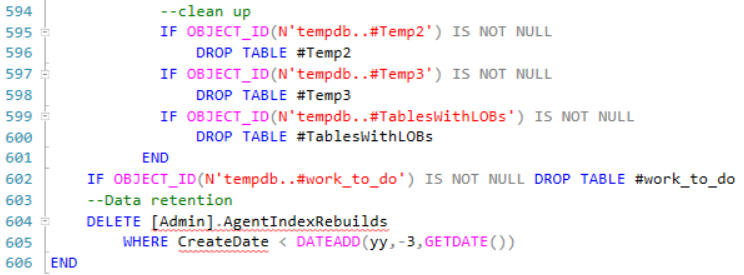 594 --clean up
595 IF OBJECT_ID(N'tempdb..#Temp2') IS NOT NULL
596 DROP TABLE #Temp2
597 IF OBJECT_ID(N'tempdb..#Temp3') IS NOT NULL
598 DROP TABLE #Temp3
599 IF OBJECT_ID(N'tempdb..#TablesWithLOBs') IS NOT NULL
600 DROP TABLE #TablesWithLOBs
601 END
602 IF OBJECT_ID(N'tempdb..#work_to_do') IS NOT NULL DROP TABLE #work_to_do
603 --Data retention
604 DELETE [Admin].AgentIndexRebuilds
605 WHERE CreateDate < DATEADD(yy,-3,GETDATE())
606 END